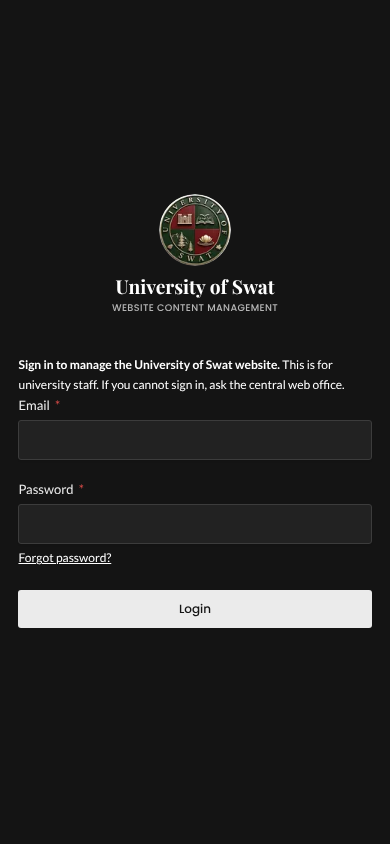 UNIVERSITY OF
SWAT
University of Swat
WEBSITE CONTENT MANAGEMENT
Sign in to manage the University of Swat website. This is for
university staff. If you cannot sign in, ask the central web office.
Email *
Password *
Forgot password?
Login